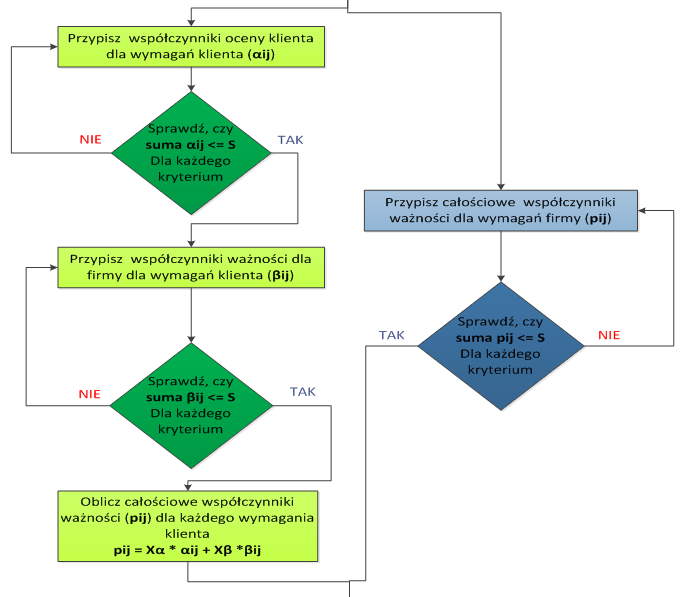 Przypisz współczynniki oceny klienta
dla wymagań klienta (αij)
Sprawdź, czy
suma αij <= S
Dla każdego
kryterium
NIE
TAK
Przypisz współczynniki ważności dla
firmy dla wymagań klienta (βij)
Sprawdź, czy
suma βij <= S
Dla każdego
kryterium
NIE
TAK
Oblicz całościowe współczynniki
ważności (pij) dla każdego wymagania
klienta
pij = Xα * αij + Xβ *βij
Przypisz całościowe współczynniki
ważności dla wymagań firmy (pij)
Sprawdź, czy
suma pij <= S
Dla każdego
kryterium
TAK
NIE